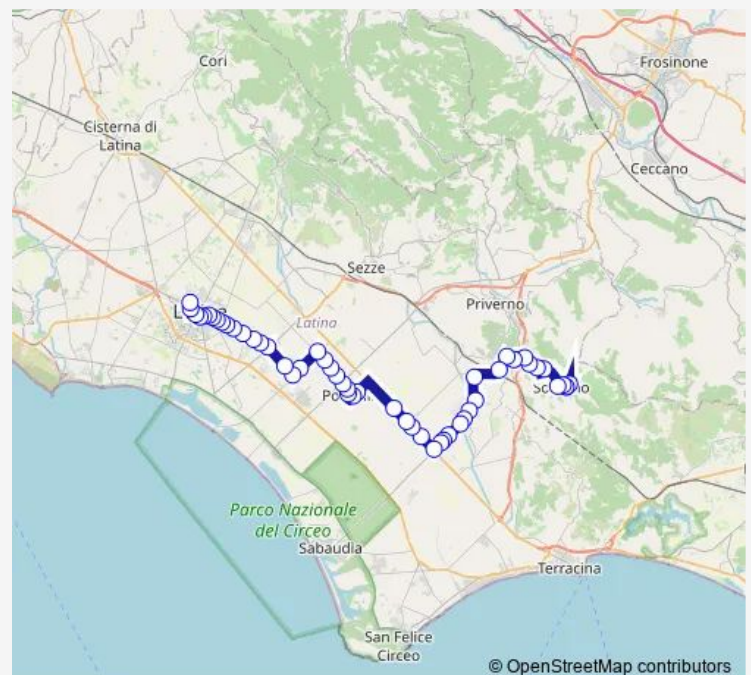 Cori
Frosinone
Cisterna di
Latina
Ceccano
Sezze
Priverno
Latina
Parco Nazionale
del Circeo
Sabaudia
Terracina
San Felice
Circeo
© OpenStreetMap contributors